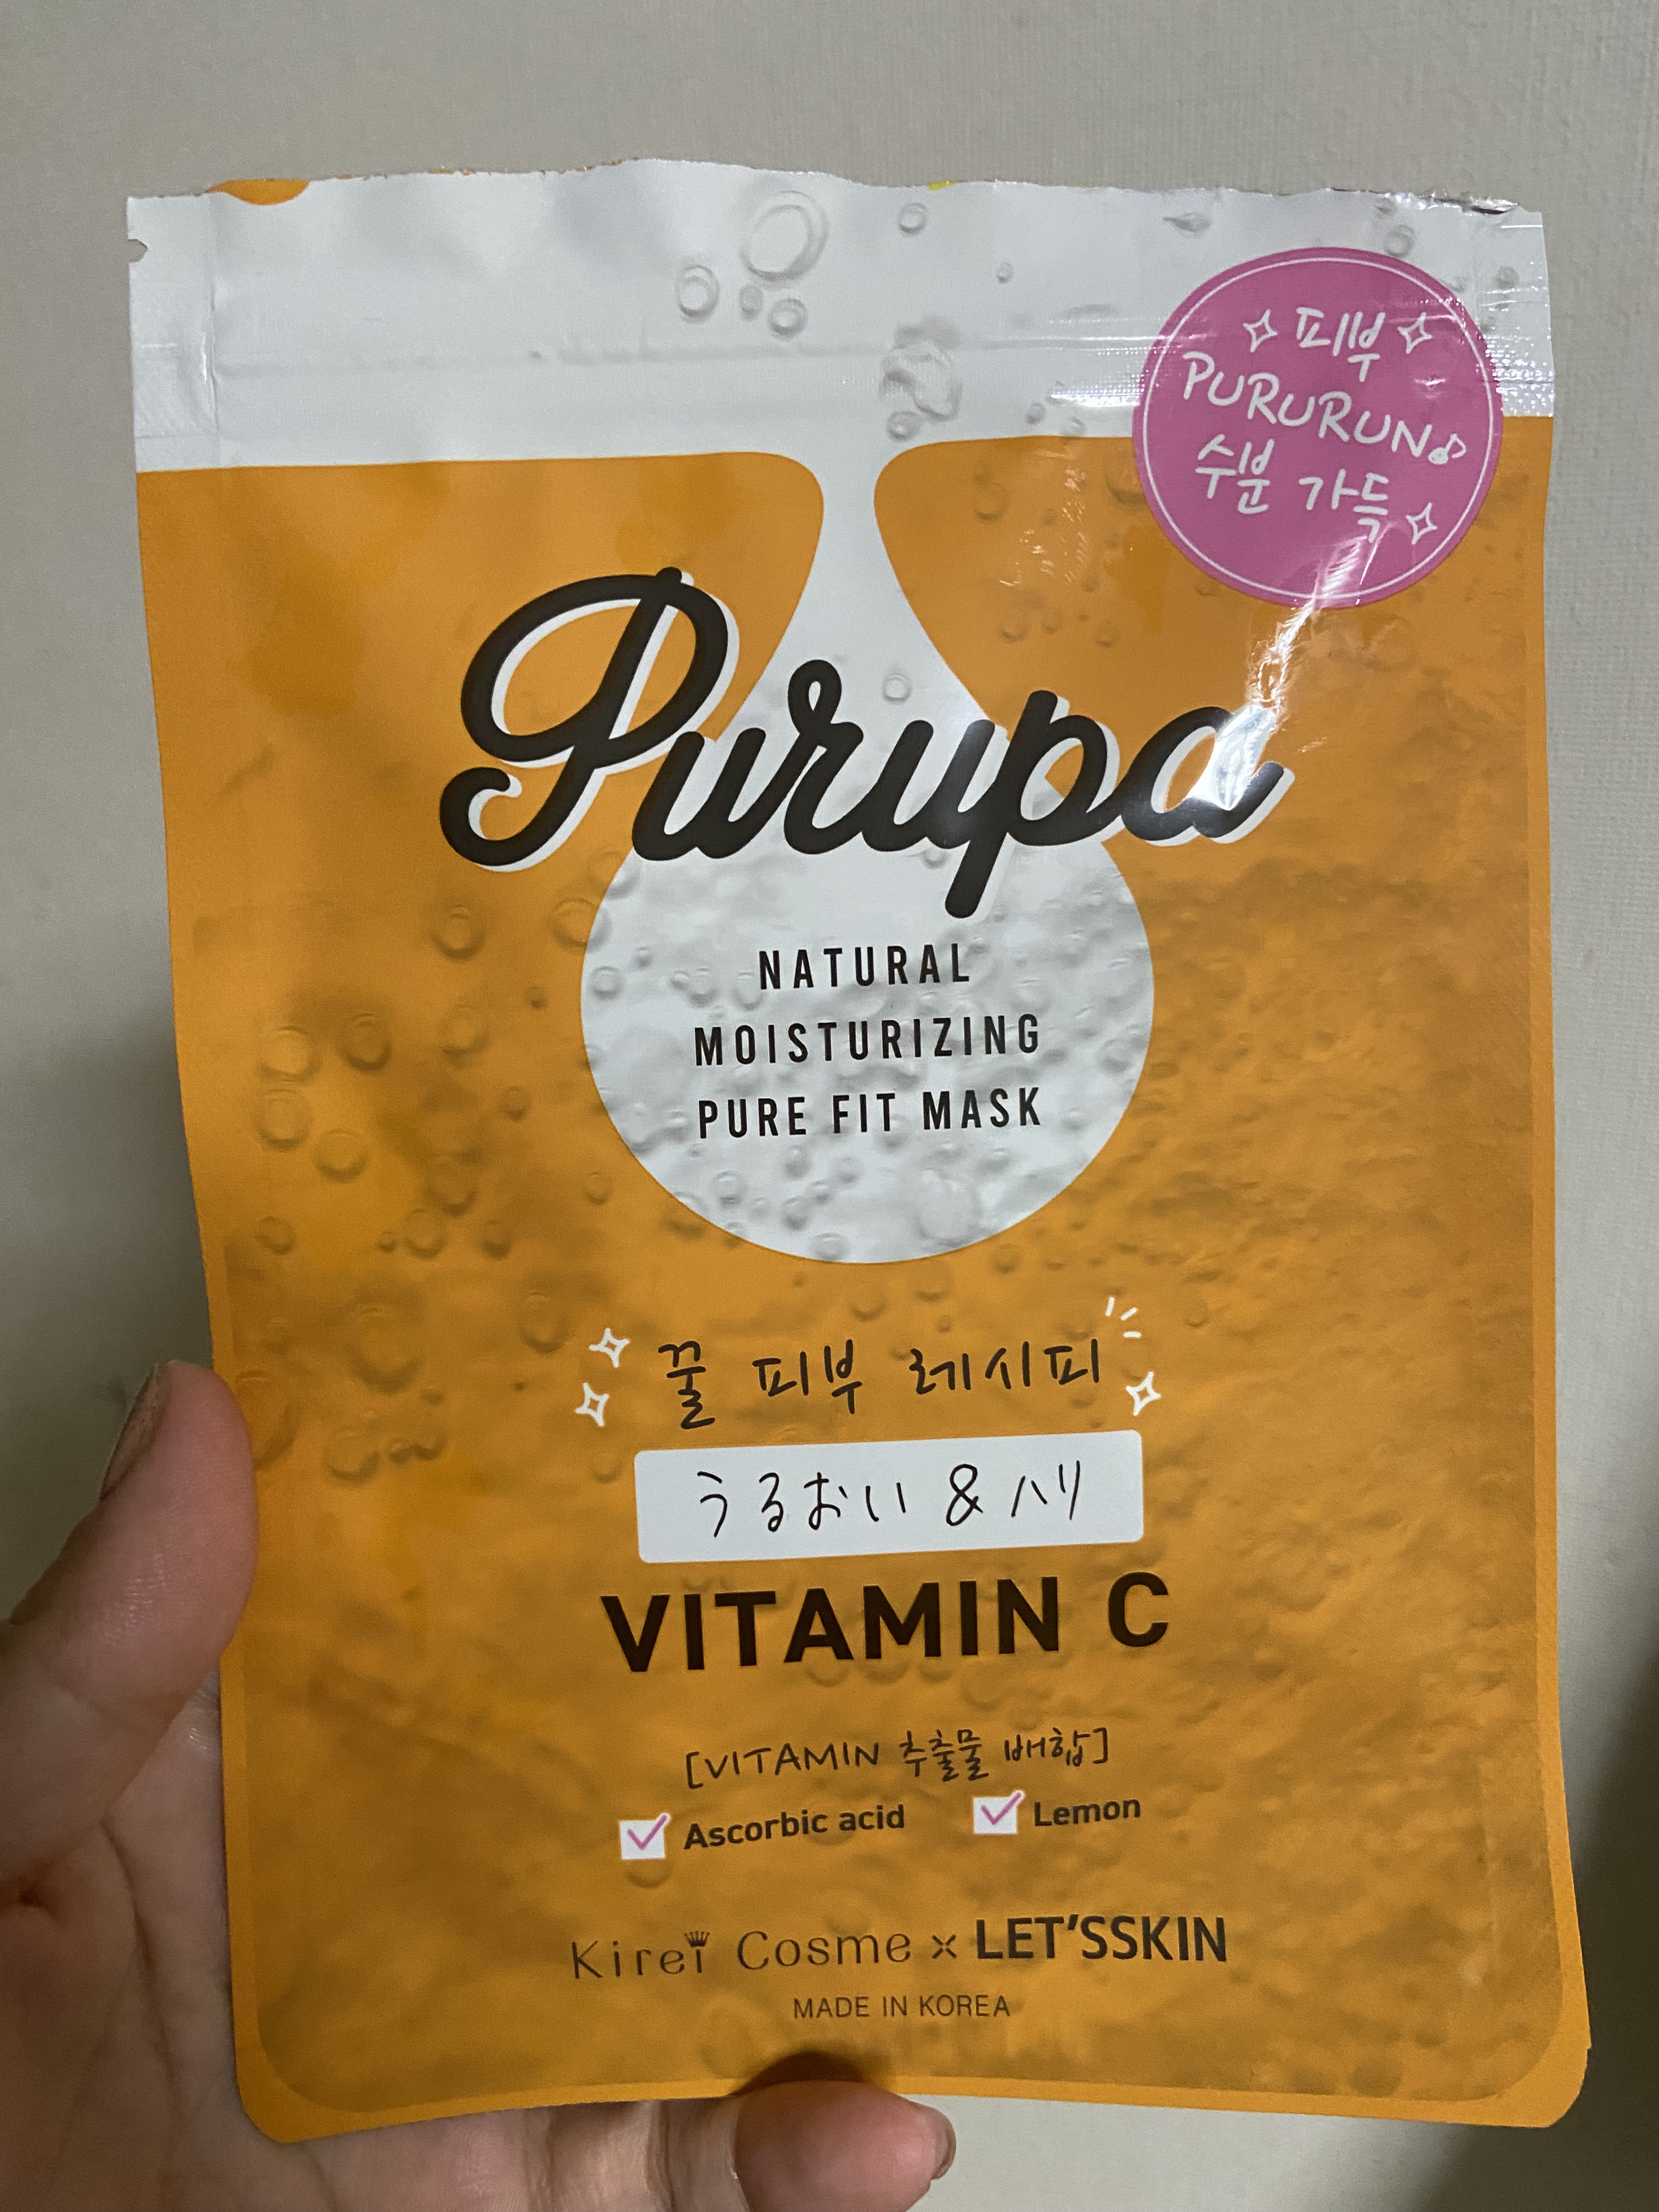 피부
PURURUN♪
수분 가득
Purupa
NATURAL
MOISTURIZING
PURE FIT MASK
꿀 피부 레시피
うるおい & ハリ
VITAMIN C
[VITAMIN 추출물 배합]
Ascorbic acid
Lemon
Kirei Cosme × LET'SSKIN
MADE IN KOREA